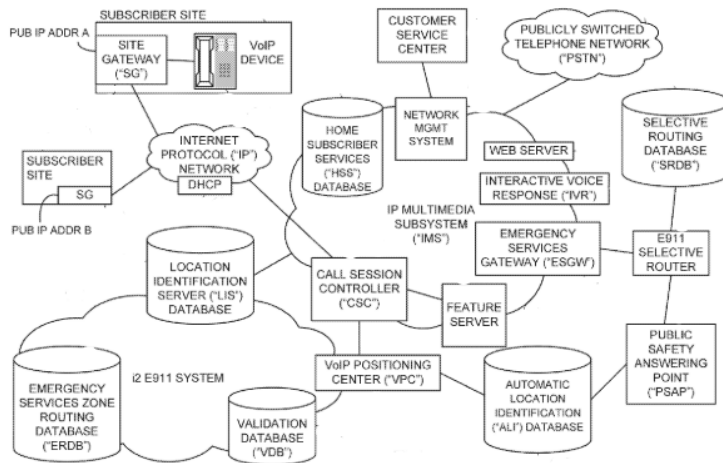 SUBSCRIBER SITE
PUB IP ADDR A
SITE
GATEWAY
("SG")
VoIP
DEVICE
CUSTOMER
SERVICE
CENTER
PUBLICLY SWITCHED
TELEPHONE NETWORK
("PSTN")
INTERNET
PROTOCOL ("IP")
NETWORK
DHCP
HOME
SUBSCRIBER
SERVICES
("HSS")
DATABASE
NETWORK
MGMT
SYSTEM
SELECTIVE
ROUTING
DATABASE
("SRDB")
WEB SERVER
SUBSCRIBER
SITE
SG
PUB IP ADDR B
INTERACTIVE VOICE
RESPONSE ("IVR")
IP MULTIMEDIA
SUBSYSTEM
("IMS")
EMERGENCY
SERVICES
GATEWAY ("ESGW")
E911
SELECTIVE
ROUTER
LOCATION
IDENTIFICATION
SERVER ("LIS")
DATABASE
CALL SESSION
CONTROLLER
("CSC")
FEATURE
SERVER
PUBLIC
SAFETY
ANSWERING
POINT
("PSAP")
i2 E911 SYSTEM
VoIP POSITIONING
CENTER ("VPC")
EMERGENCY
SERVICES ZONE
ROUTING
DATABASE
("ERDB")
VALIDATION
DATABASE
("VDB")
AUTOMATIC
LOCATION
IDENTIFICATION
("ALI") DATABASE